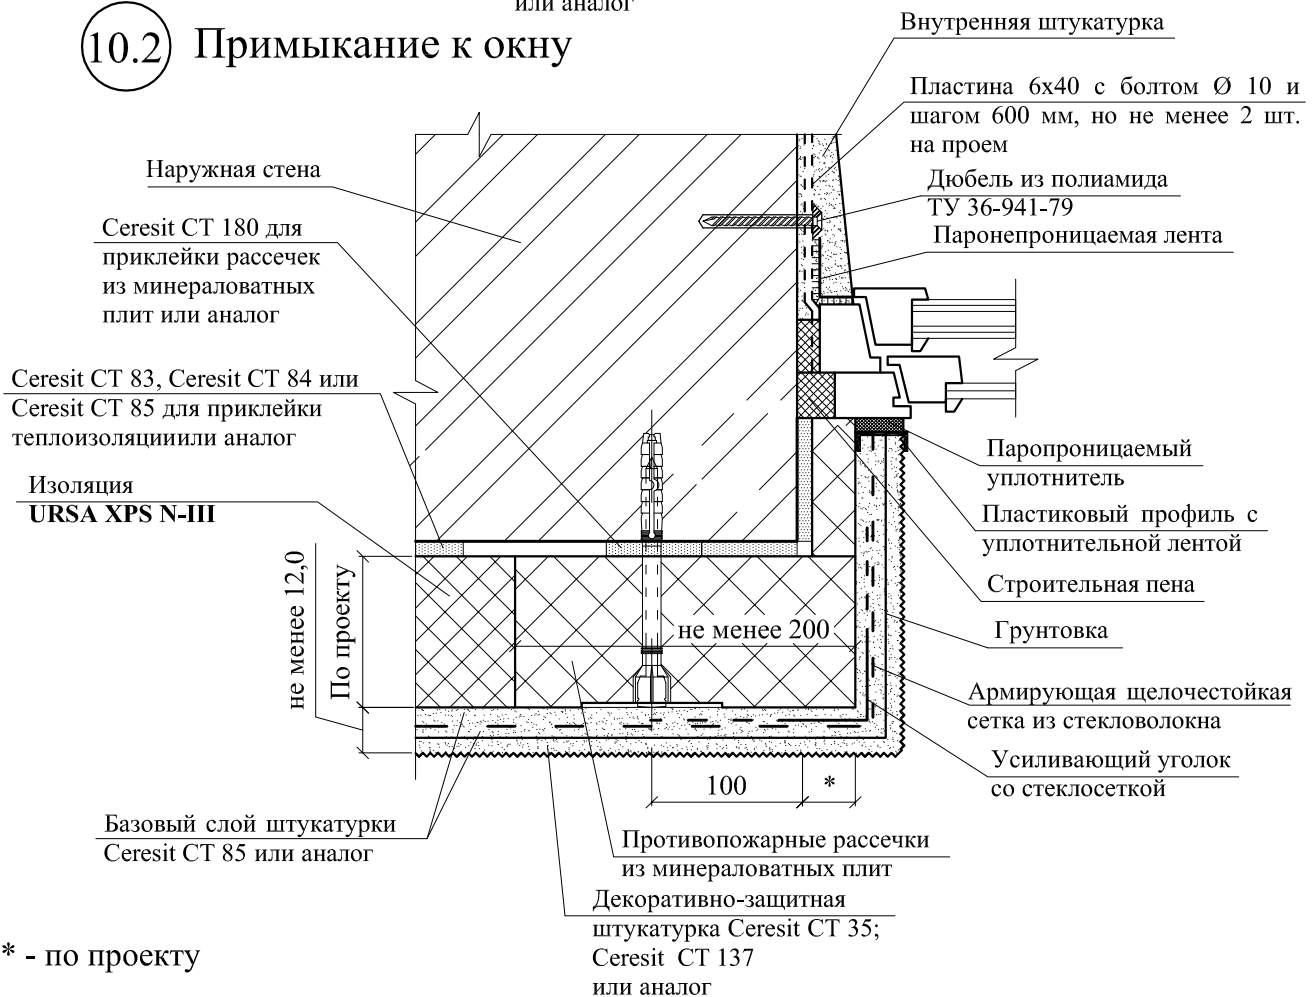 или аналог
10.2 Примыкание к окну
Внутренняя штукатурка
Пластина 6х40 с болтом Ø 10 и
шагом 600 мм, но не менее 2 шт.
на проем
Дюбель из полиамида
ТУ 36-941-79
Паронепроницаемая лента
Наружная стена
Ceresit CT 180 для
приклейки рассечек
из минераловатных
плит или аналог
Ceresit CT 83, Ceresit CT 84 или
Ceresit CT 85 для приклейки
теплоизоляцииили аналог
Изоляция
URSA XPS N-III
не менее 12,0
По проекту
не менее 200
Паропроницаемый
уплотнитель
Пластиковый профиль с
уплотнительной лентой
Строительная пена
Грунтовка
Армирующая щелочестойкая
сетка из стекловолокна
Усиливающий уголок
со стеклосеткой
100
*
Базовый слой штукатурки
Ceresit CT 85 или аналог
Противопожарные рассечки
из минераловатных плит
Декоративно-защитная
штукатурка Ceresit CT 35;
Ceresit CT 137
или аналог
* - по проекту